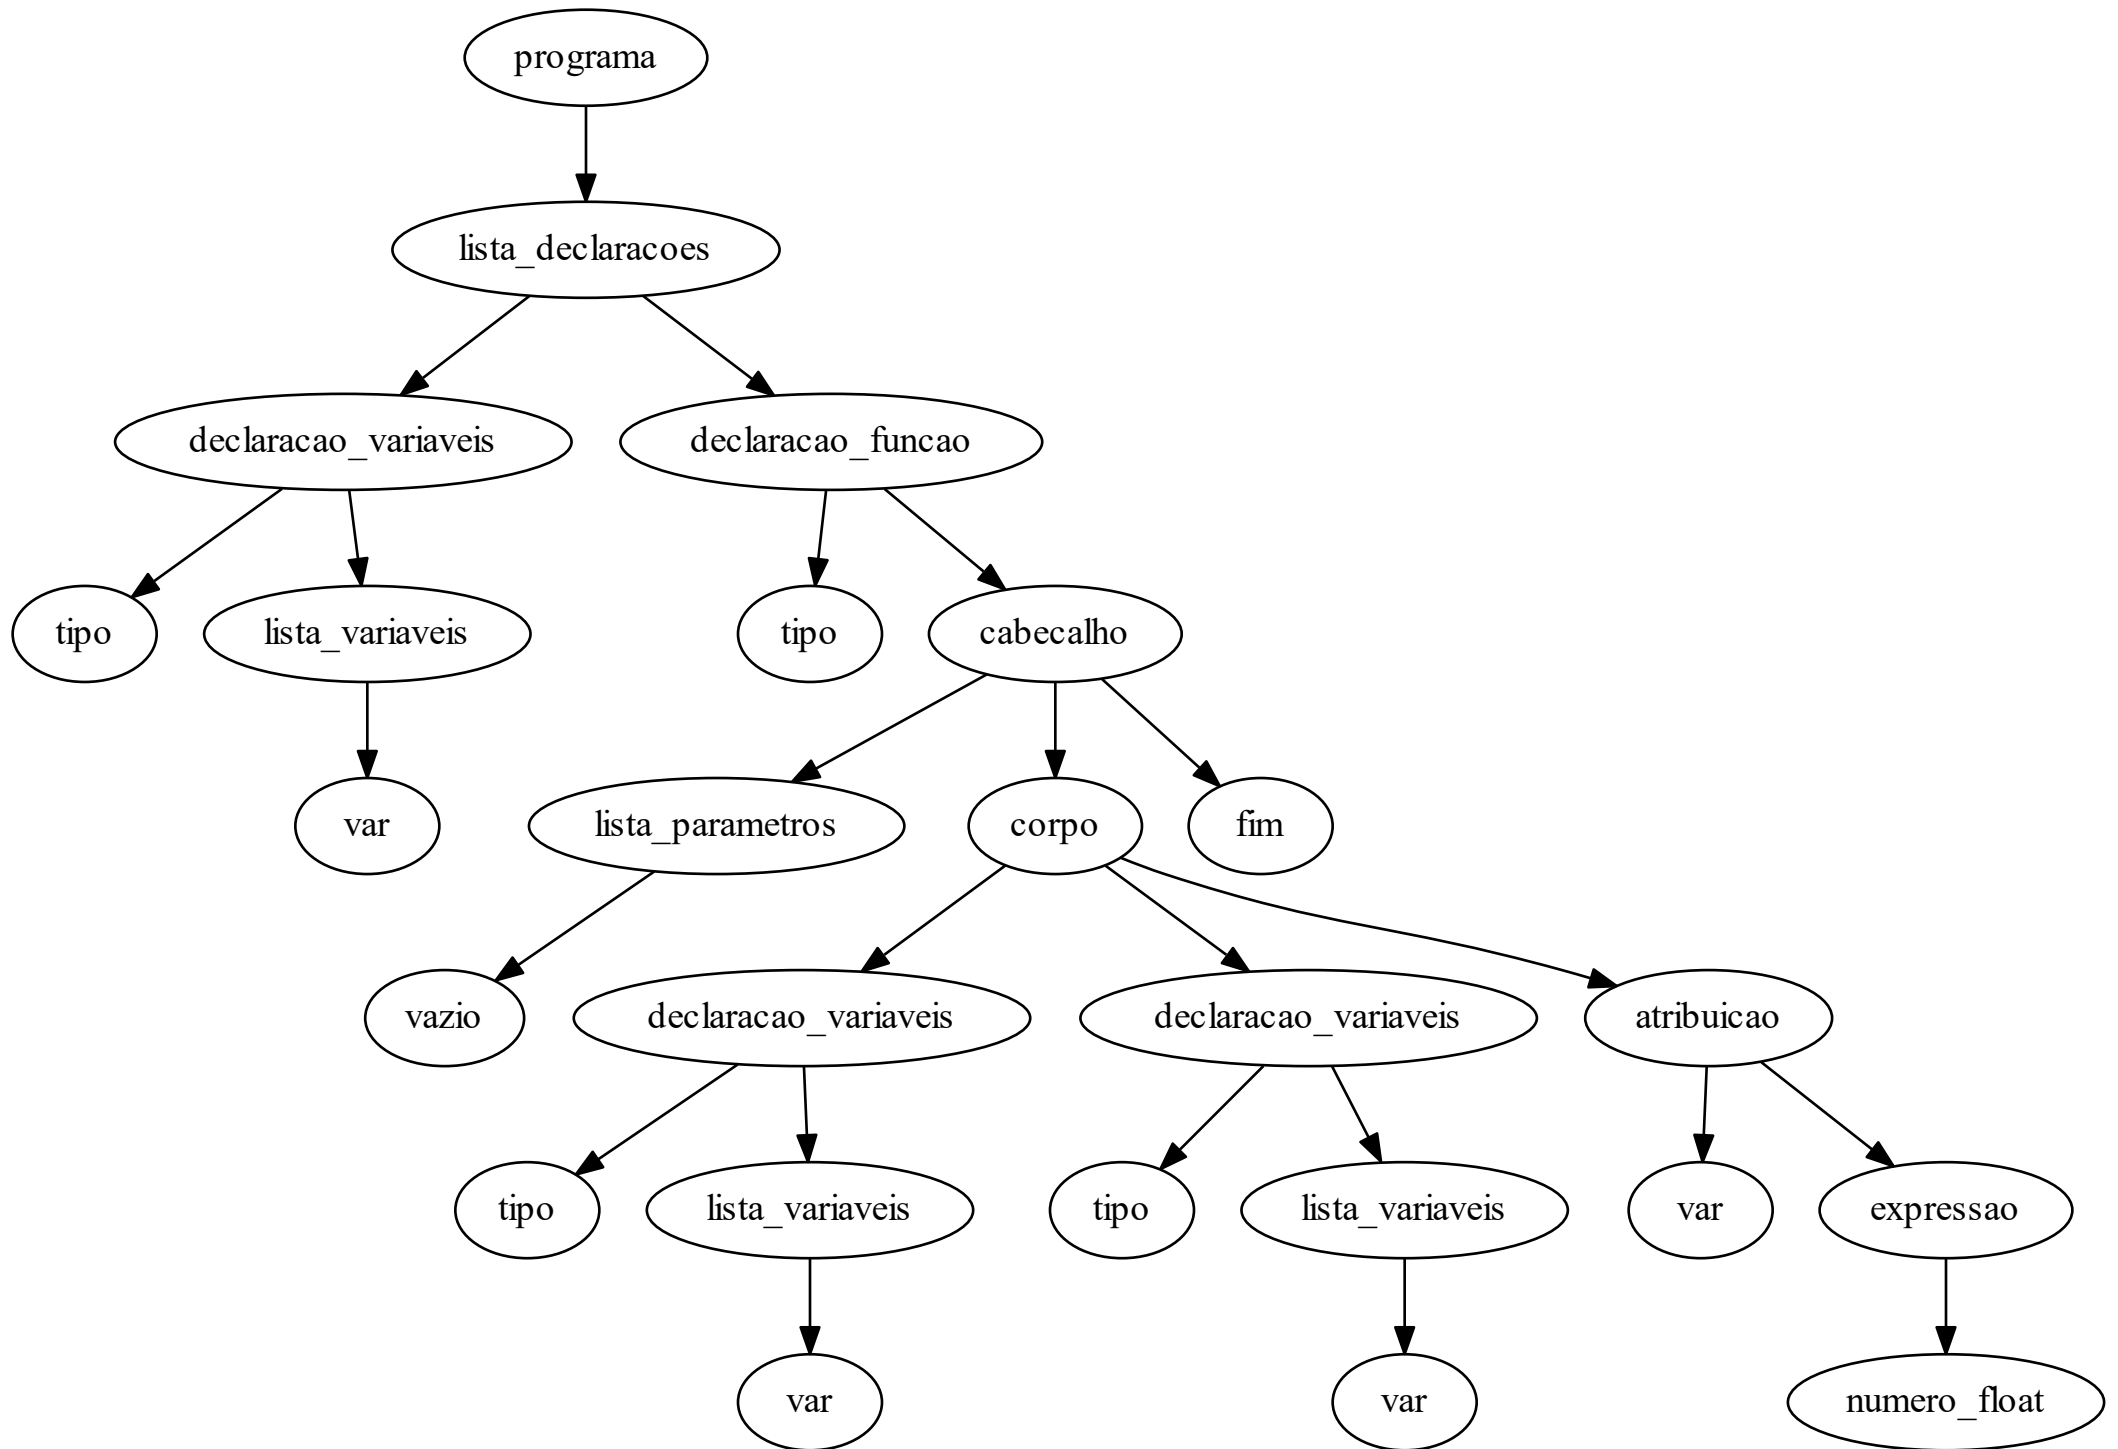 programa
lista_declaracoes
declaracao_variaveis
declaracao_funcao
tipo
lista_variaveis
tipo
cabecalho
var
lista_parametros
corpo
fim
vazio
declaracao_variaveis
declaracao_variaveis
atribuicao
tipo
lista_variaveis
tipo
lista_variaveis
var
expressao
var
var
numero_float